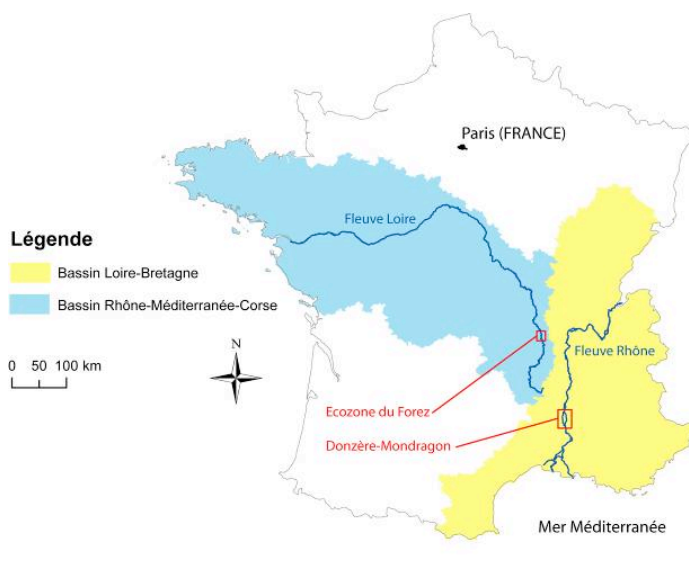 Paris (FRANCE)
Fleuve Loire
Légende
Bassin Loire-Bretagne
Bassin Rhône-Méditerranée-Corse
N
0 50 100 km
Fleuve Rhône
Ecozone du Forez
Donzère-Mondragon
Mer Méditerranée